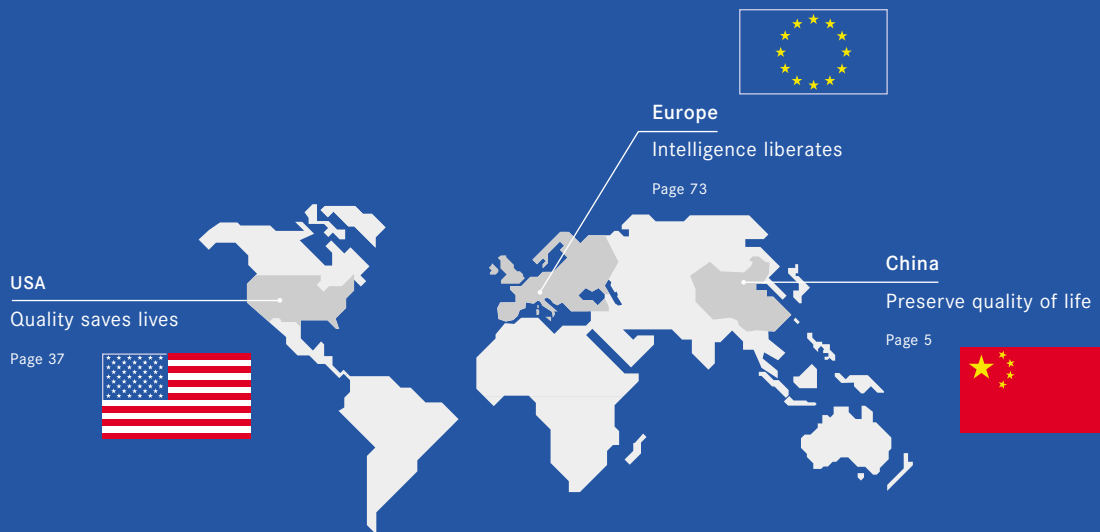 Europe
Intelligence liberates
Page 73
USA
Quality saves lives
Page 37
China
Preserve quality of life
Page 5